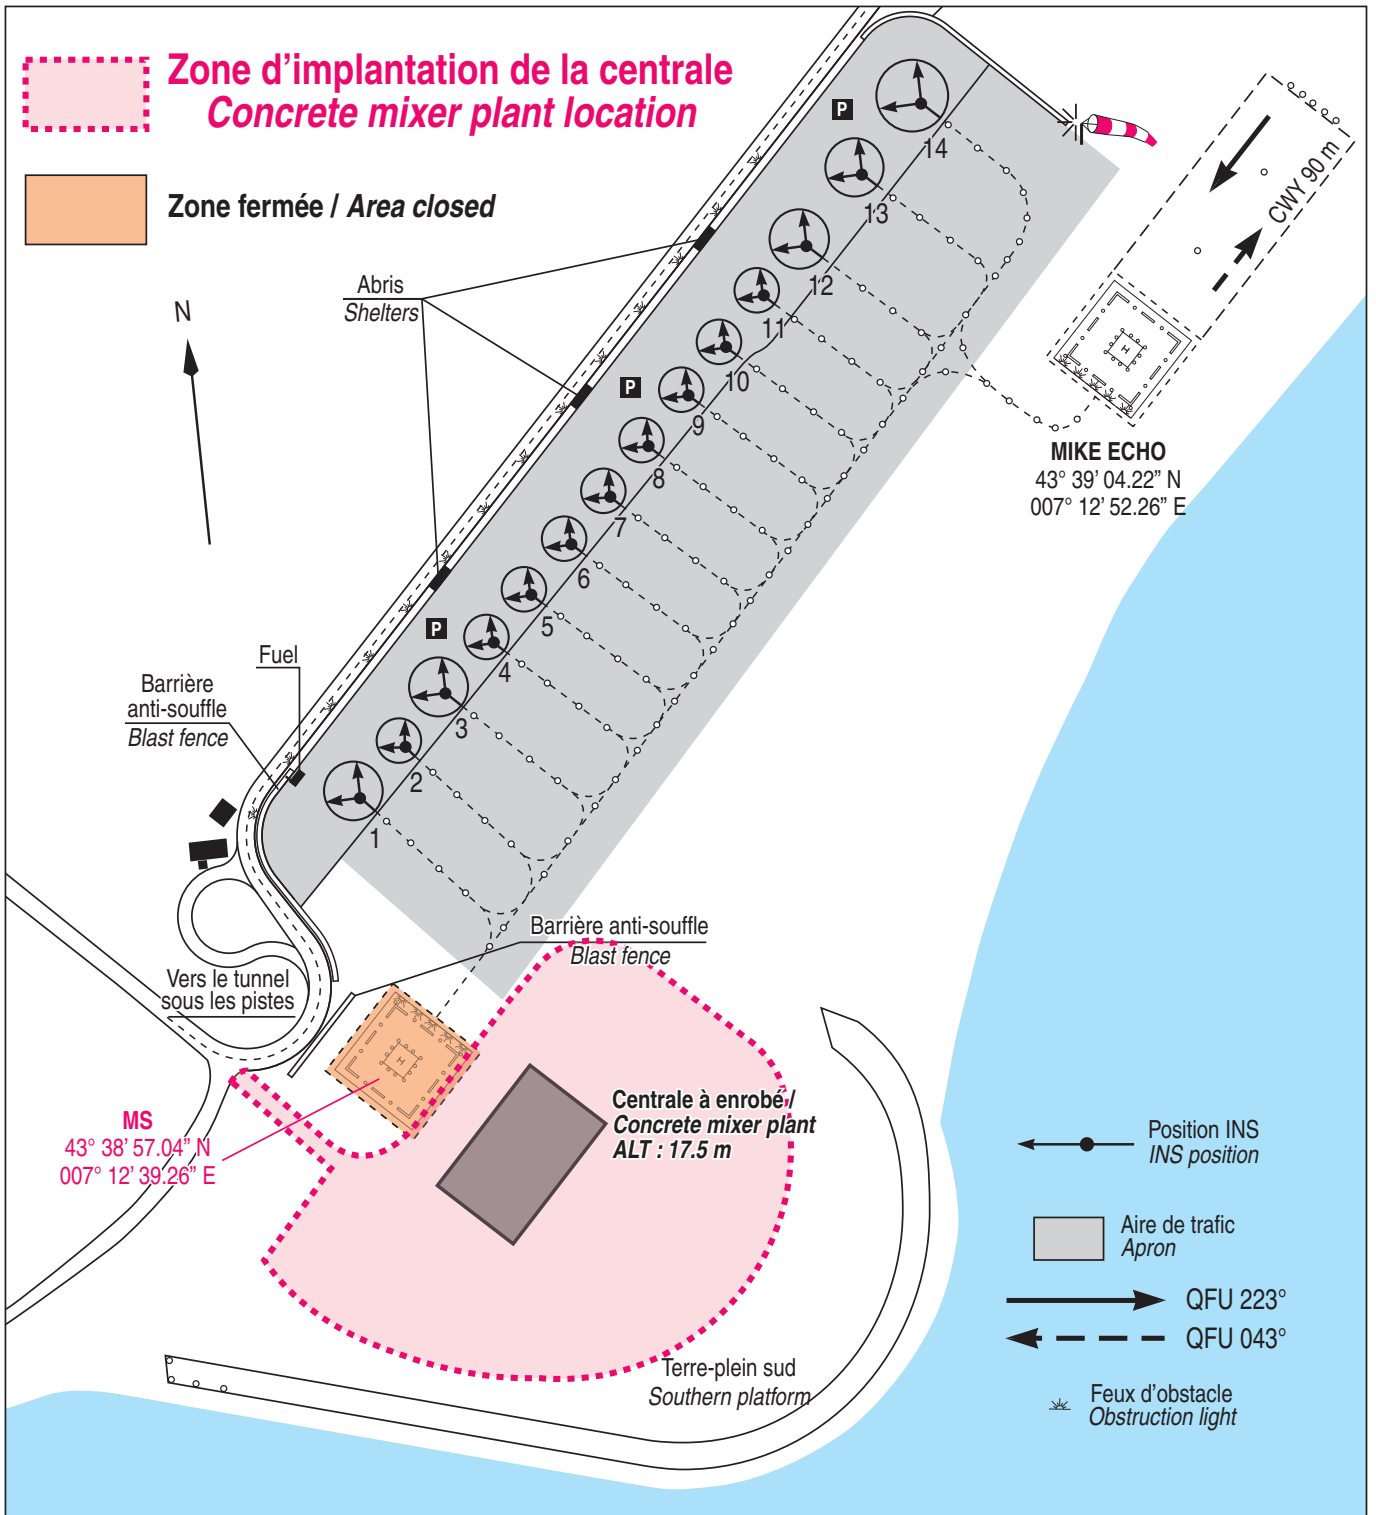 Zone d’implantation de la centrale
Concrete mixer plant location
Zone fermée / Area closed
N
Abris
Shelters
P
P
P
14
13
12
11
10
9
8
7
6
5
4
3
2
1
CWY 90 m
H
MIKE ECHO
43° 39’ 04.22” N
007° 12’ 52.26” E
Fuel
Barrière
anti-souffle
Blast fence
Barrière anti-souffle
Blast fence
Vers le tunnel
sous les pistes
H
MS
43° 38’ 57.04” N
007° 12’ 39.26” E
Centrale à enrobé /
Concrete mixer plant
ALT : 17.5 m
Terre-plein sud
Southern platform
Position INS
INS position
Aire de trafic
Apron
QFU 223°
QFU 043°
Feux d’obstacle
Obstruction light